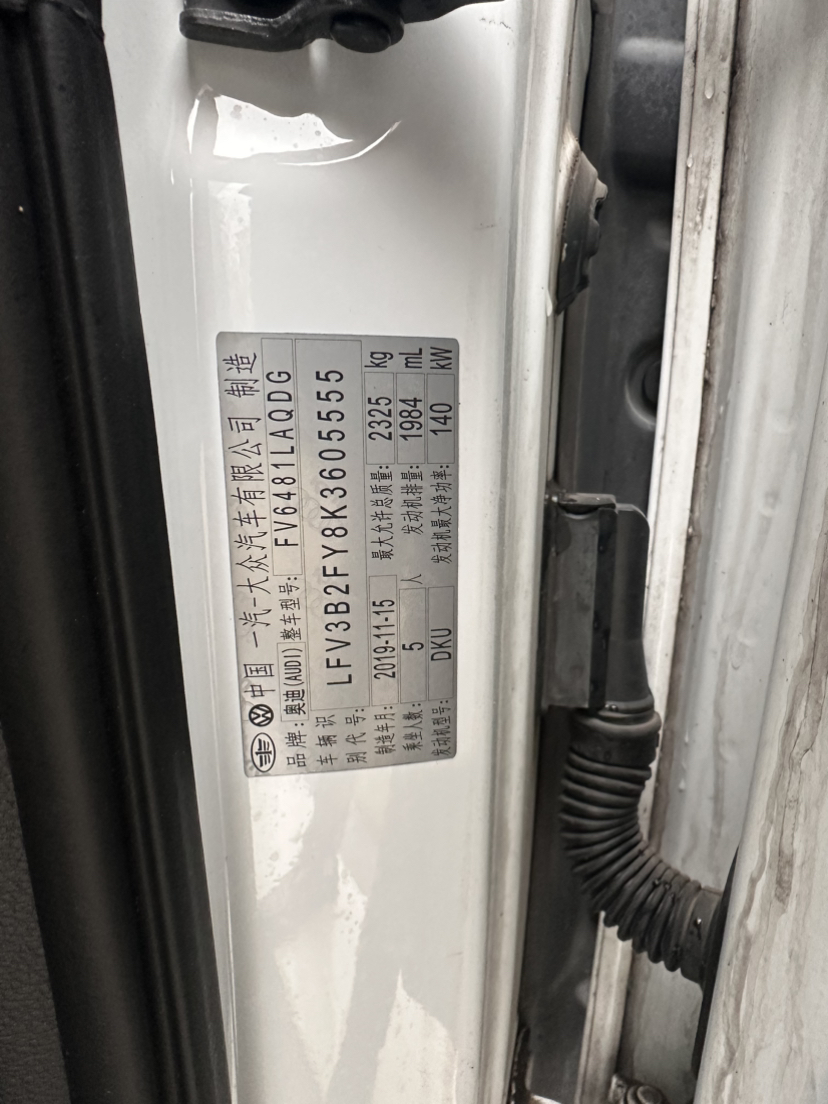 中国 一汽-大众汽车有限公司 制造
品牌: 奥迪(AUDI) 整车型号: FV6481LAQDG
车辆识别代号: LFV3B2FY8K3605555
制造年月: 2019-11-15 最大允许总质量: 2325 kg
乘坐人数: 5 人 发动机排量: 1984 mL
发动机型号: DKU 发动机最大净功率: 140 kW